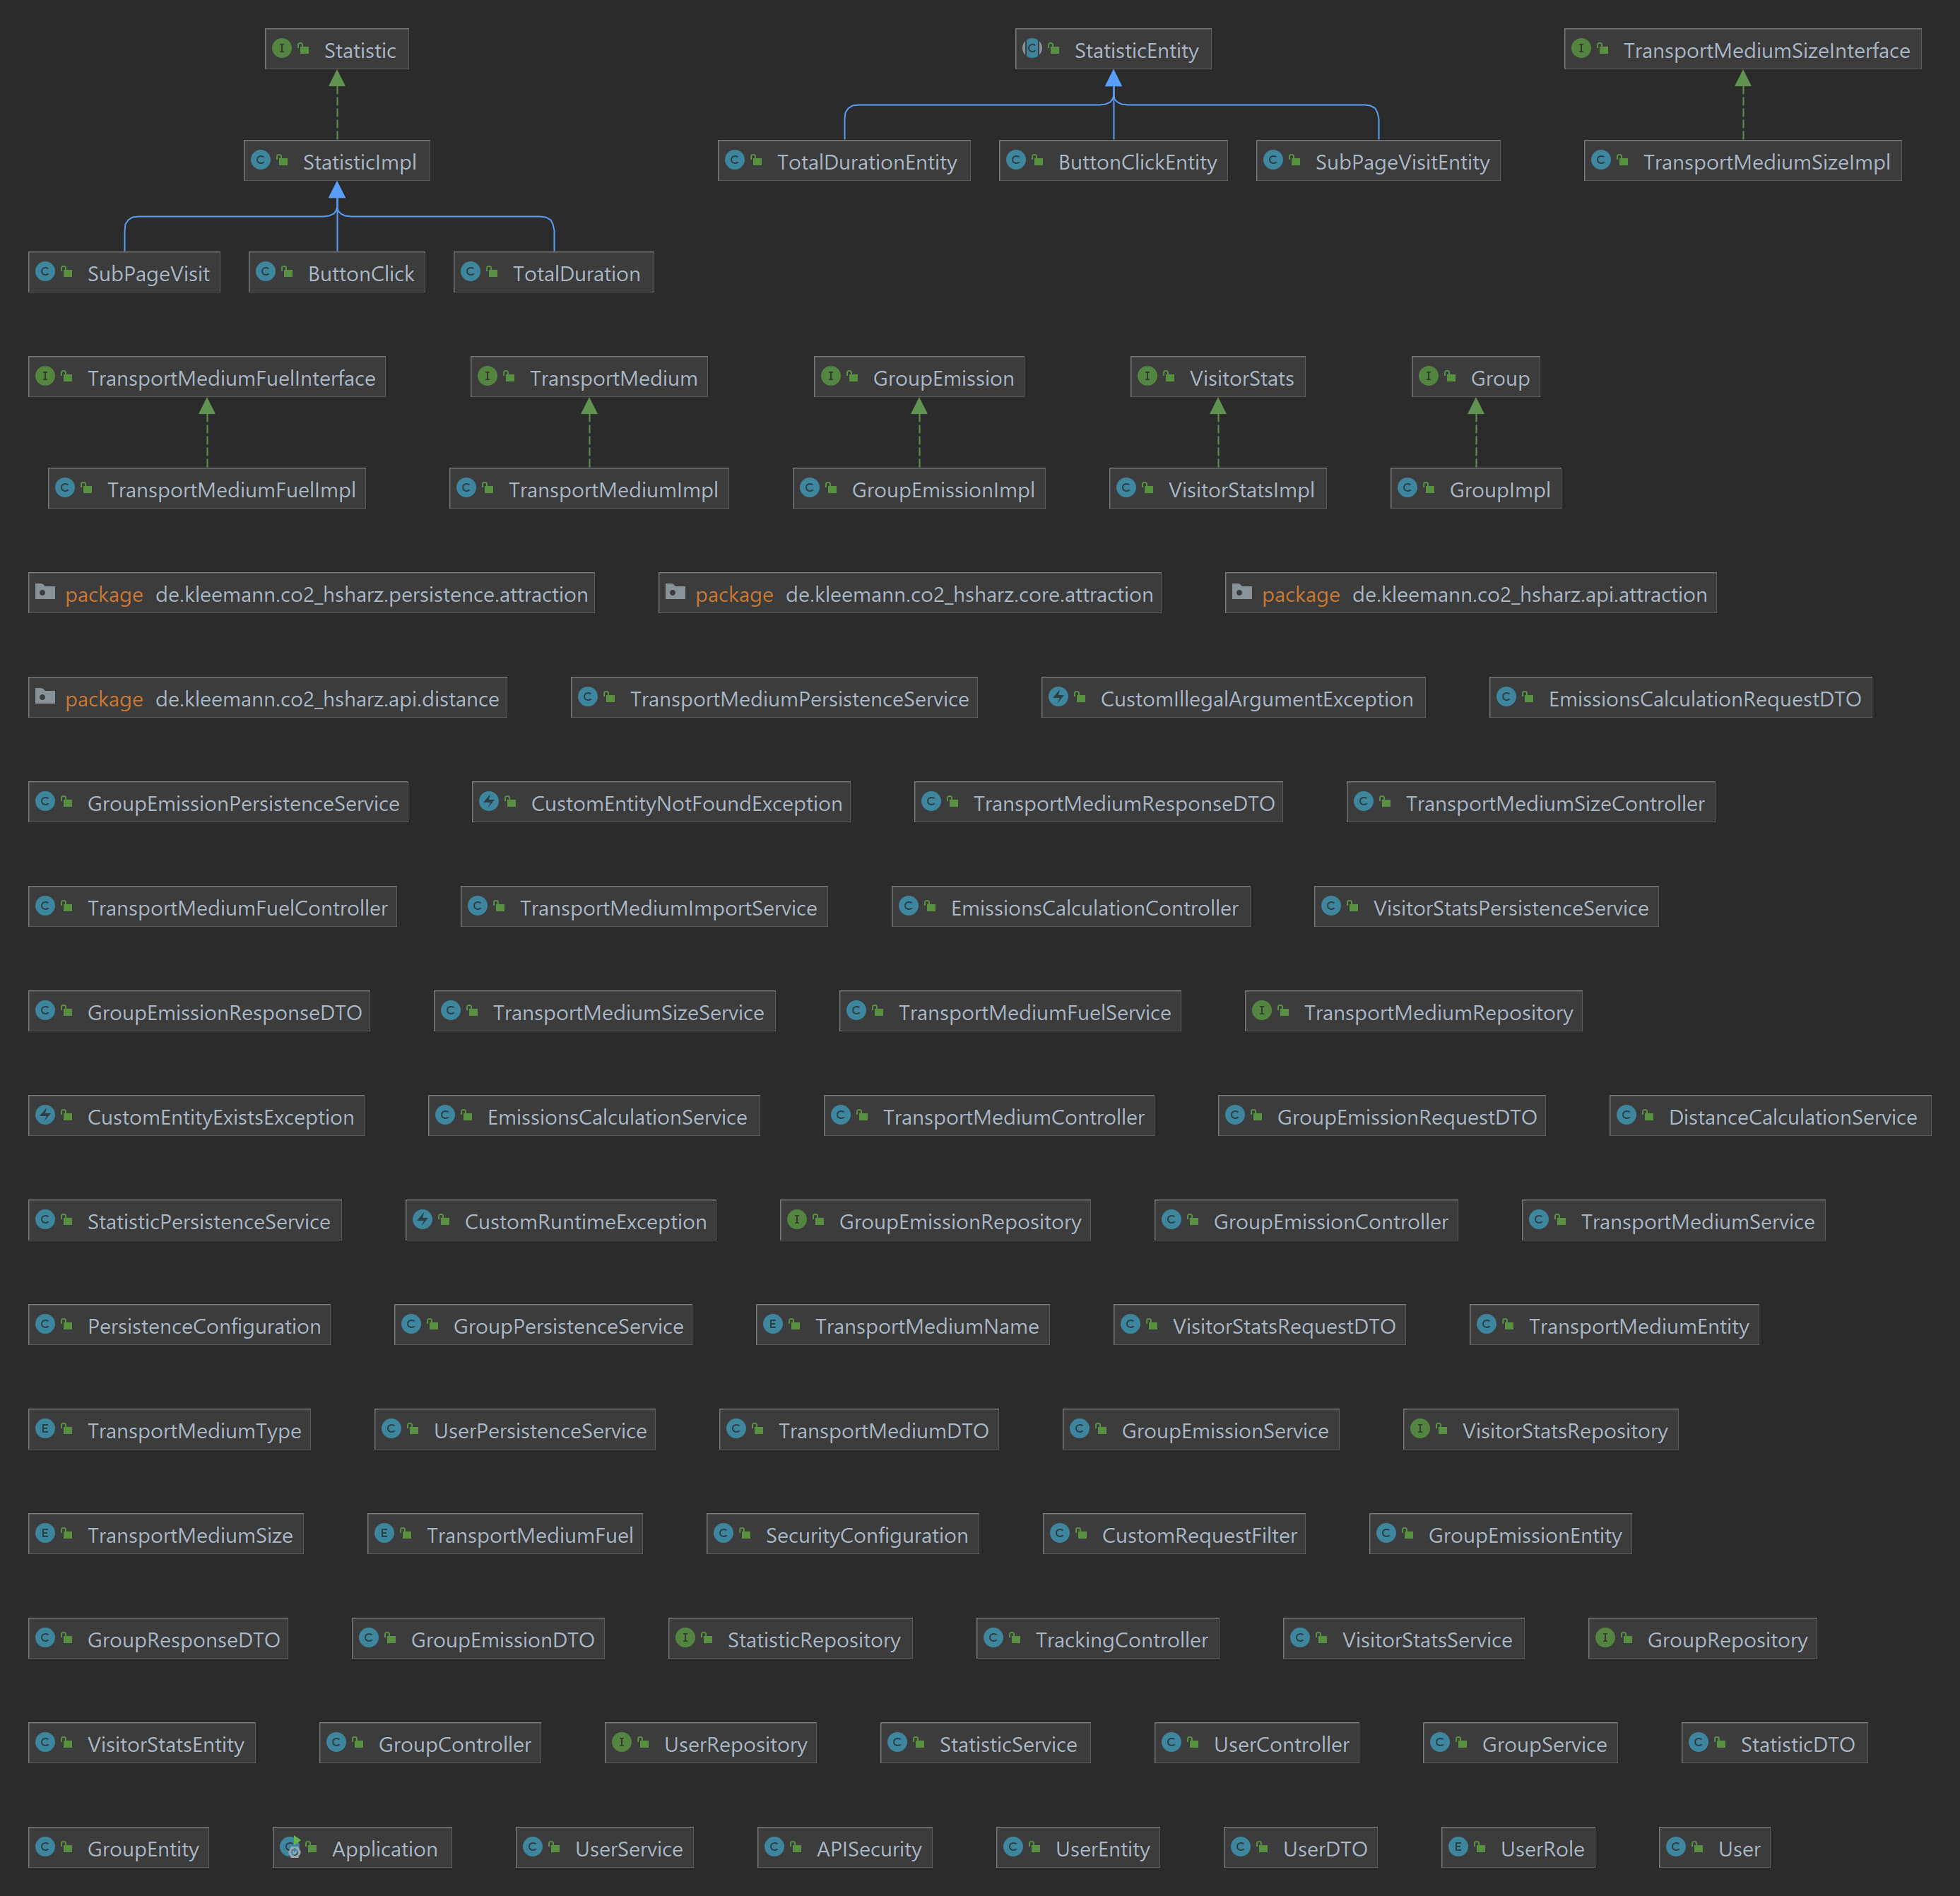 Statistic StatisticEntity TransportMediumSizeInterface
StatisticImpl TotalDurationEntity ButtonClickEntity SubPageVisitEntity TransportMediumSizeImpl
SubPageVisit ButtonClick TotalDuration
TransportMediumFuelInterface TransportMedium GroupEmission VisitorStats Group
TransportMediumFuelImpl TransportMediumImpl GroupEmissionImpl VisitorStatsImpl GroupImpl
package de.kleemann.co2_hsharz.persistence.attraction package de.kleemann.co2_hsharz.core.attraction package de.kleemann.co2_hsharz.api.attraction
package de.kleemann.co2_hsharz.api.distance TransportMediumPersistenceService CustomIllegalArgumentException EmissionsCalculationRequestDTO
GroupEmissionPersistenceService CustomEntityNotFoundException TransportMediumResponseDTO TransportMediumSizeController
TransportMediumFuelController TransportMediumImportService EmissionsCalculationController VisitorStatsPersistenceService
GroupEmissionResponseDTO TransportMediumSizeService TransportMediumFuelService TransportMediumRepository
CustomEntityExistsException EmissionsCalculationService TransportMediumController GroupEmissionRequestDTO DistanceCalculationService
StatisticPersistenceService CustomRuntimeException GroupEmissionRepository GroupEmissionController TransportMediumService
PersistenceConfiguration GroupPersistenceService TransportMediumName VisitorStatsRequestDTO TransportMediumEntity
TransportMediumType UserPersistenceService TransportMediumDTO GroupEmissionService VisitorStatsRepository
TransportMediumSize TransportMediumFuel SecurityConfiguration CustomRequestFilter GroupEmissionEntity
GroupResponseDTO GroupEmissionDTO StatisticRepository TrackingController VisitorStatsService GroupRepository
VisitorStatsEntity GroupController UserRepository StatisticService UserController GroupService StatisticDTO
GroupEntity Application UserService APISecurity UserEntity UserDTO UserRole User